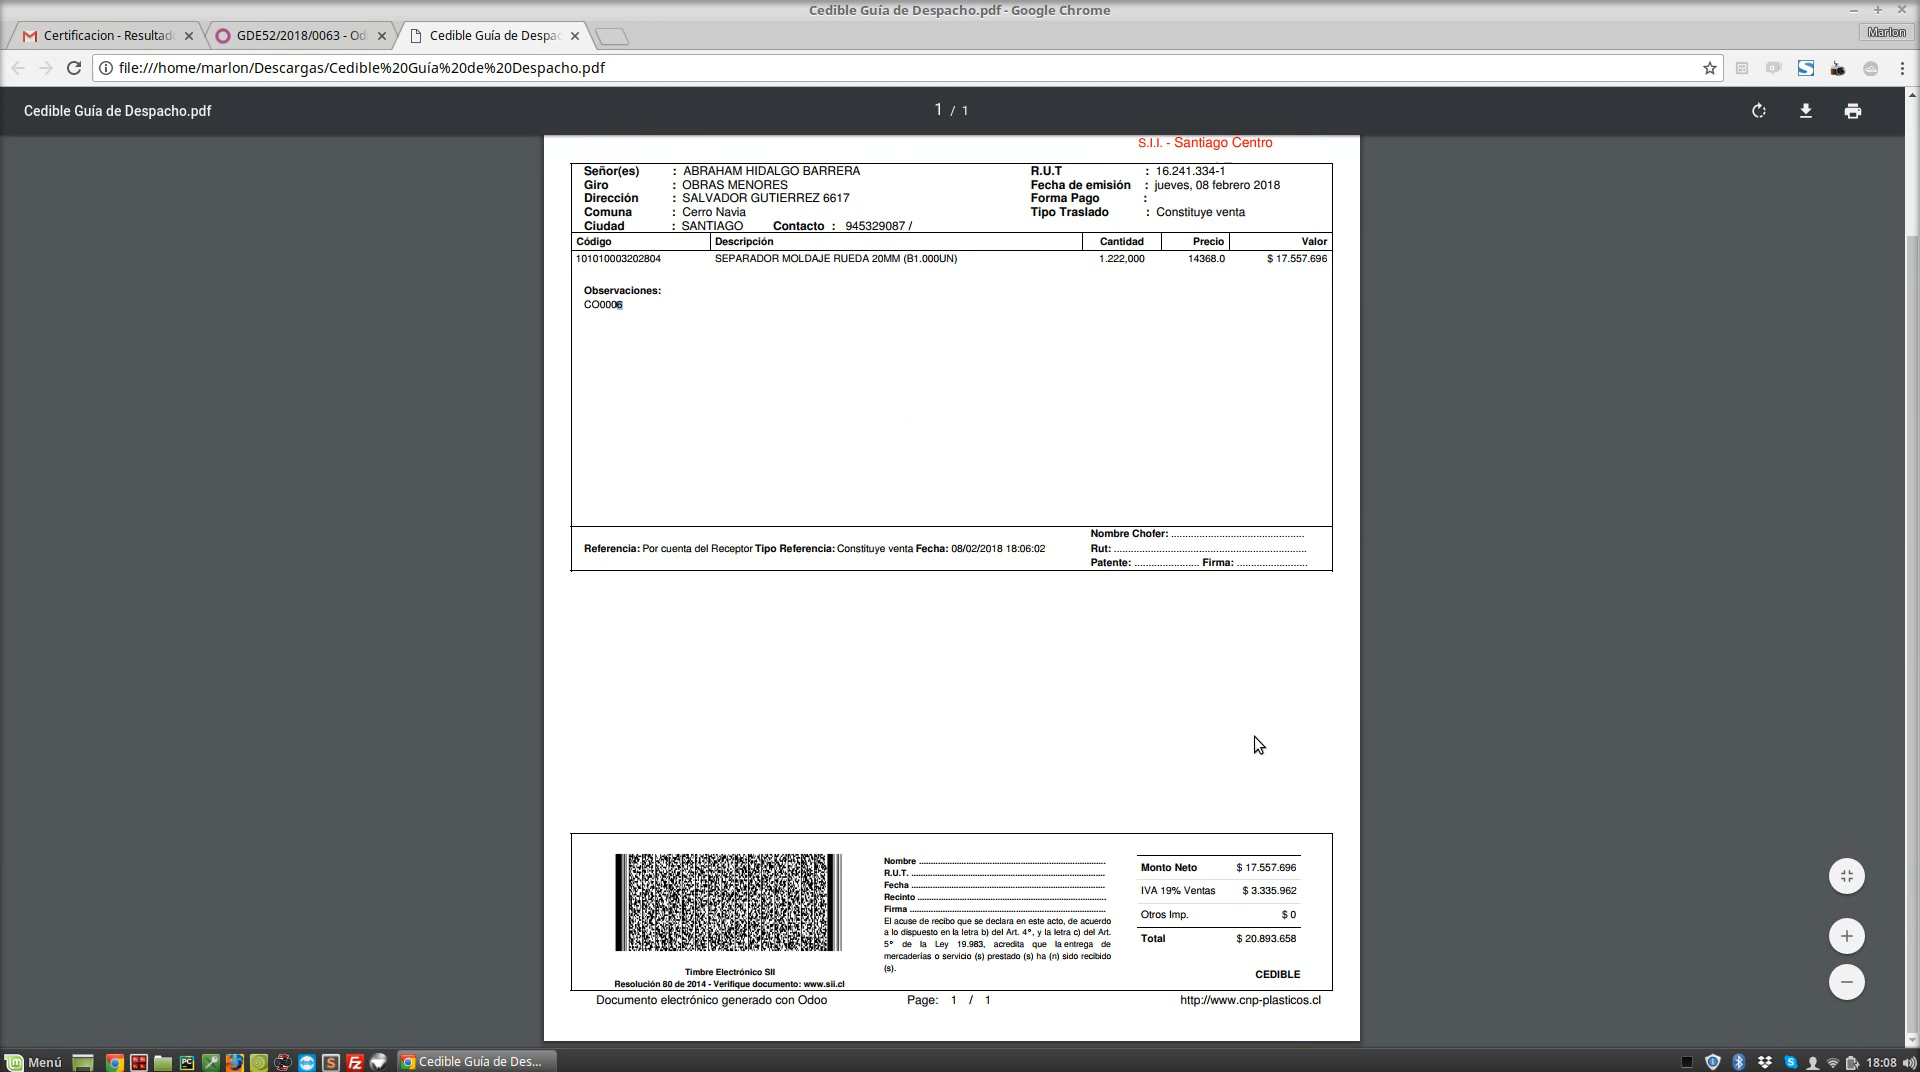 Cedible Guía de Despacho.pdf - Google Chrome
Certificacion - Resultado
GDE52/2018/0063 - Od
Cedible Guía de Despac
Marlon
file:///home/marlon/Descargas/Cedible%20Guía%20de%20Despacho.pdf
Cedible Guía de Despacho.pdf
1 / 1
S.I.I. - Santiago Centro
Señor(es) : ABRAHAM HIDALGO BARRERA R.U.T : 16.241.334-1
Giro : OBRAS MENORES Fecha de emisión : jueves, 08 febrero 2018
Dirección : SALVADOR GUTIERREZ 6617 Forma Pago :
Comuna : Cerro Navia Tipo Traslado : Constituye venta
Ciudad : SANTIAGO Contacto : 945329087 /
Código Descripción Cantidad Precio Valor
101010003202804 SEPARADOR MOLDAJE RUEDA 20MM (B1.000UN) 1.222,000 14368.0 $ 17.557.696
Observaciones:
CO0006
Nombre Chofer: ............................................
Referencia: Por cuenta del Receptor Tipo Referencia: Constituye venta Fecha: 08/02/2018 18:06:02
Rut: ................................................................
Patente: ...................... Firma: ........................
Nombre ......................................................................
R.U.T. .........................................................................
Fecha .........................................................................
Recinto .......................................................................
Firma .........................................................................
El acuse de recibo que se declara en este acto, de acuerdo
a lo dispuesto en la letra b) del Art. 4°, y la letra c) del Art.
5° de la Ley 19.983, acredita que la entrega de
mercaderías o servicio (s) prestado (s) ha (n) sido recibido
(s).
Monto Neto $ 17.557.696
IVA 19% Ventas $ 3.335.962
Otros Imp. $ 0
Total $ 20.893.658
CEDIBLE
Timbre Electrónico SII
Resolución 80 de 2014 - Verifique documento: www.sii.cl
Documento electrónico generado con Odoo Page: 1 / 1 http://www.cnp-plasticos.cl
Menú
Cedible Guía de Des...
18:08